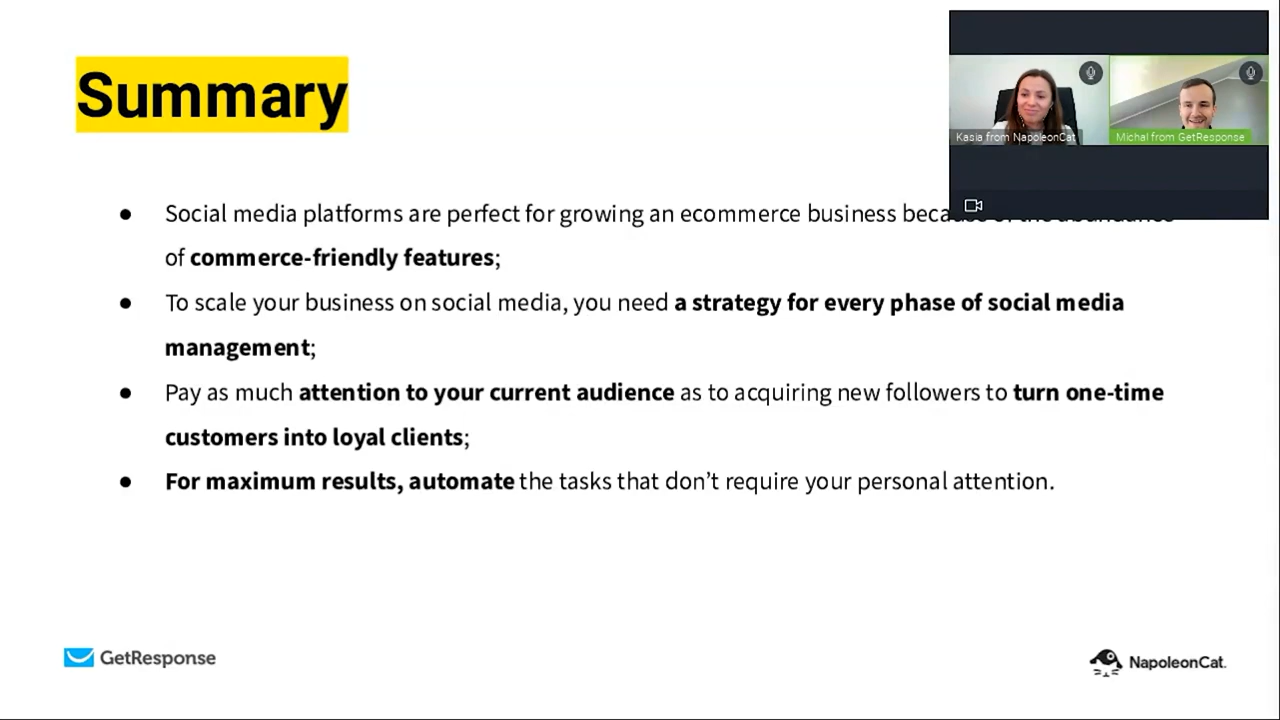 Summary
Kasia from NapoleonCat
Michal from GetResponse
● Social media platforms are perfect for growing an ecommerce business because of the abundance
of commerce-friendly features;
● To scale your business on social media, you need a strategy for every phase of social media
management;
● Pay as much attention to your current audience as to acquiring new followers to turn one-time
customers into loyal clients;
● For maximum results, automate the tasks that don’t require your personal attention.
GetResponse
NapoleonCat.